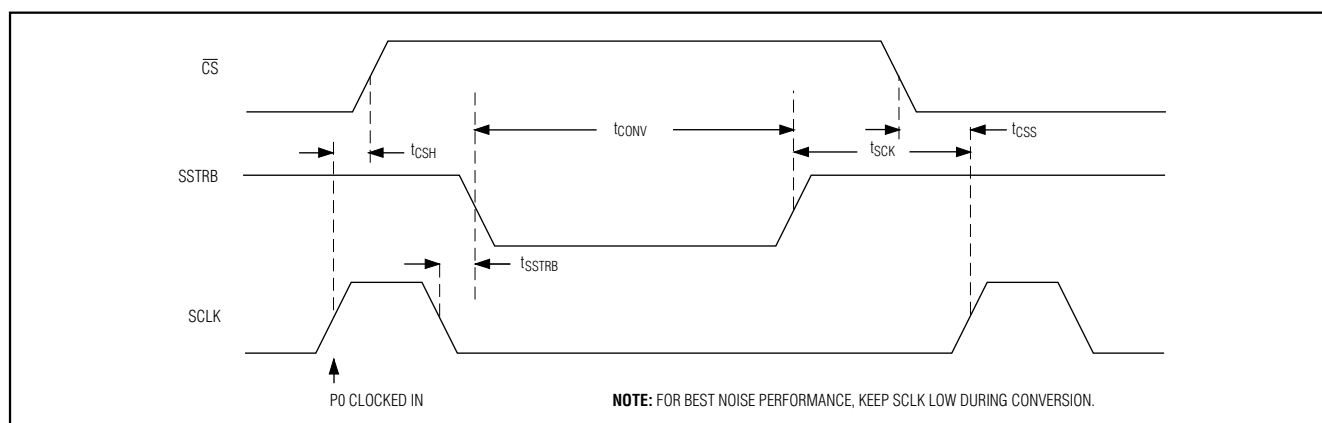 CS
tCONV
tCSS
tCSH
tSCK
SSTRB
tSSTRB
SCLK
P0 CLOCKED IN
NOTE: FOR BEST NOISE PERFORMANCE, KEEP SCLK LOW DURING CONVERSION.